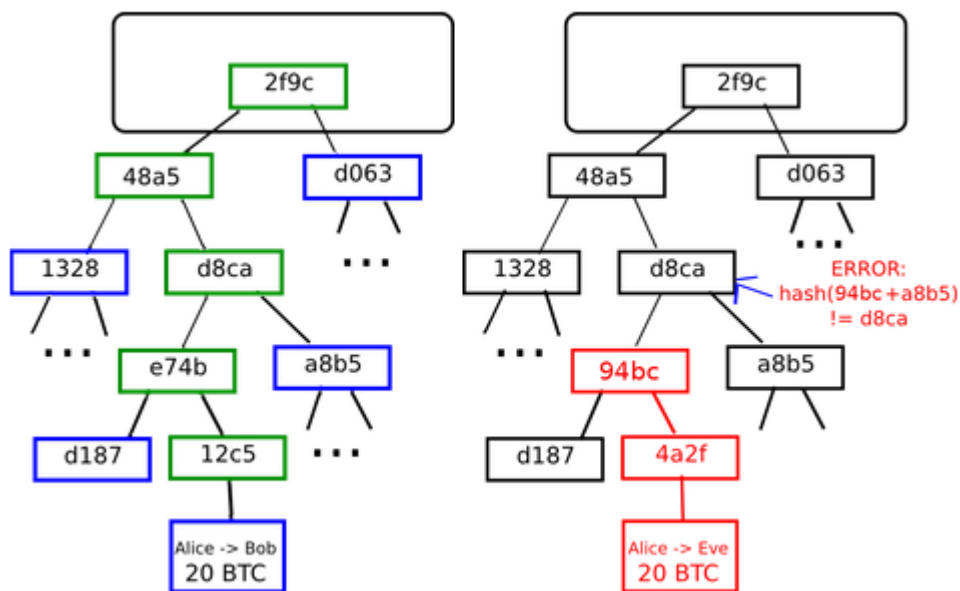 2f9c
48a5
d063
1328
d8ca
...
...
e74b
a8b5
d187
12c5
...
Alice -> Bob
20 BTC
2f9c
48a5
d063
1328
d8ca
...
ERROR:
hash(94bc+a8b5)
!= d8ca
...
94bc
a8b5
d187
4a2f
Alice -> Eve
20 BTC